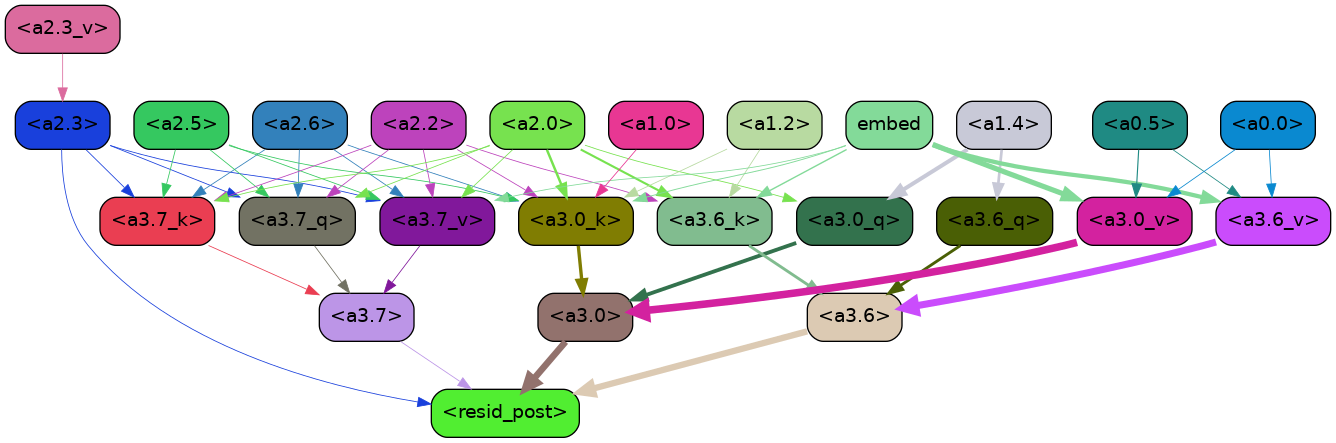 <a2.3_v>
<a2.3> <a2.5> <a2.6> <a2.2> <a2.0> <a1.0> <a1.2> embed <a1.4> <a0.5> <a0.0>
<a3.7_k> <a3.7_q> <a3.7_v> <a3.0_k> <a3.6_k> <a3.0_q> <a3.6_q> <a3.0_v> <a3.6_v>
<a3.7> <a3.0> <a3.6>
<resid_post>